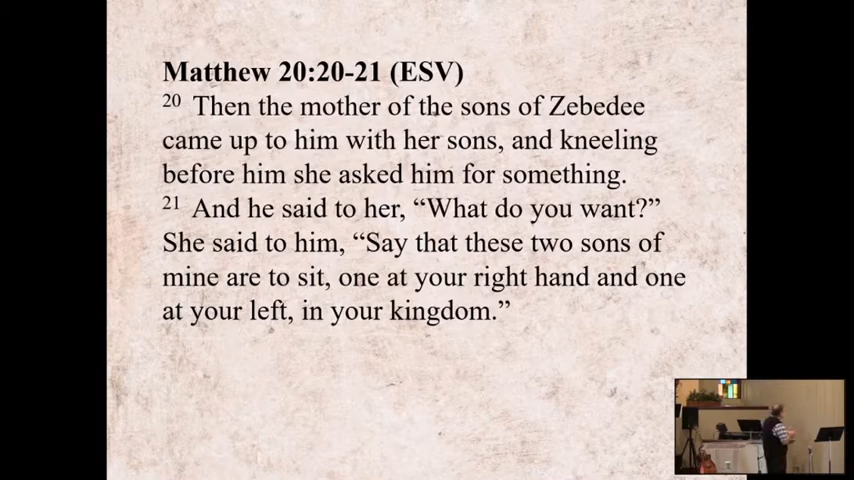 Matthew 20:20-21 (ESV)
20 Then the mother of the sons of Zebedee
came up to him with her sons, and kneeling
before him she asked him for something.
21 And he said to her, “What do you want?”
She said to him, “Say that these two sons of
mine are to sit, one at your right hand and one
at your left, in your kingdom.”